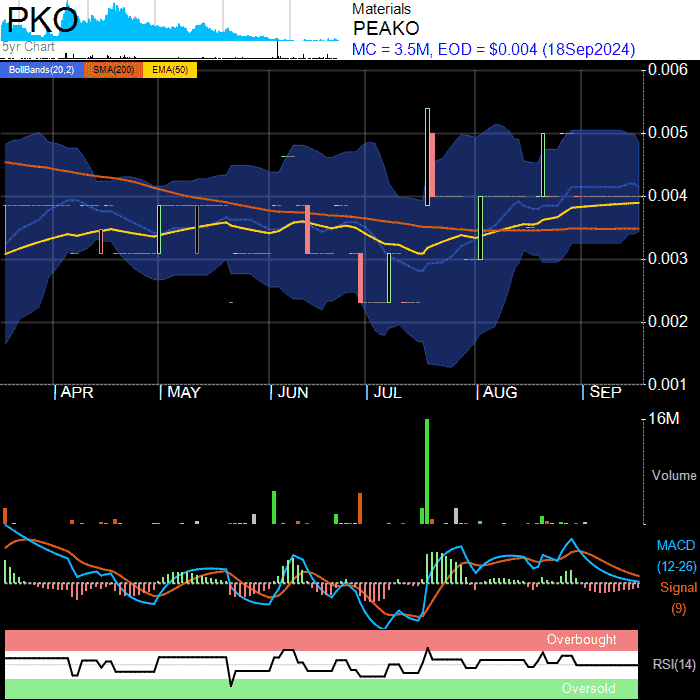 PKO
5yr Chart
Materials
PEAKO
MC = 3.5M, EOD = $0.004 (18Sep2024)
BollBands(20,2) SMA(200) EMA(50)
0.006
0.005
0.004
0.003
0.002
0.001
APR MAY JUN JUL AUG SEP
16M
Volume
MACD
(12-26)
Signal
(9)
Overbought
RSI(14)
Oversold